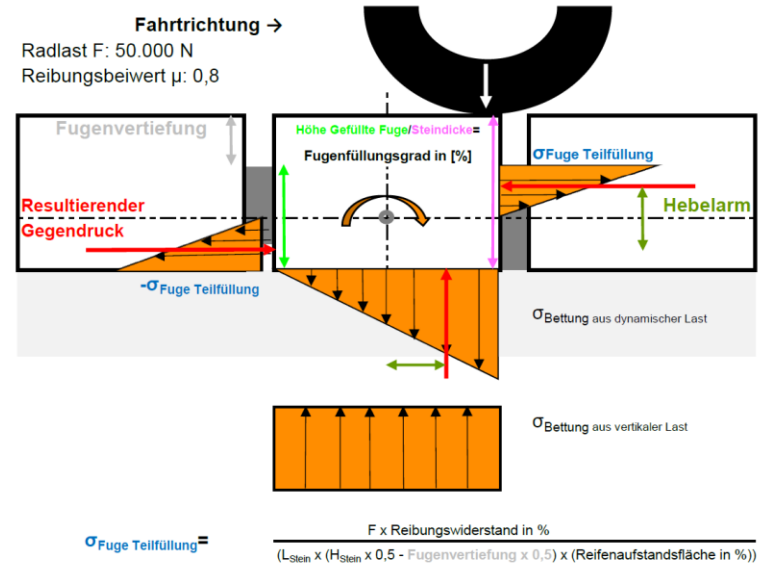 Fahrtrichtung →
Radlast F: 50.000 N
Reibungsbeiwert µ: 0,8
Fugenvertiefung
Höhe Gefüllte Fuge/Steindicke=
Fugenfüllungsgrad in [%]
σFuge Teilfüllung
Resultierender
Gegendruck
Hebelarm
-σFuge Teilfüllung
σBettung aus dynamischer Last
σBettung aus vertikaler Last
σFuge Teilfüllung=
F x Reibungswiderstand in %
(LStein x (HStein x 0,5 - Fugenvertiefung x 0,5) x (Reifenaufstandsfläche in %))